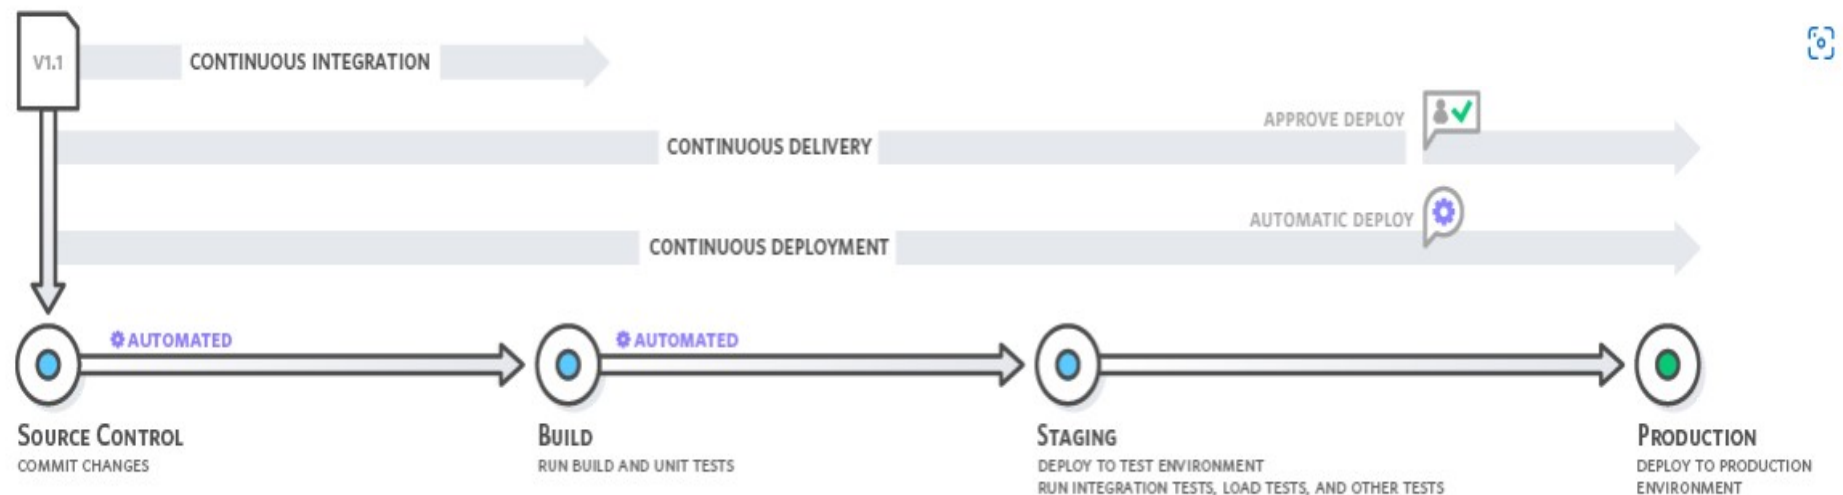 V1.1
CONTINUOUS INTEGRATION
APPROVE DEPLOY
CONTINUOUS DELIVERY
AUTOMATIC DEPLOY
CONTINUOUS DEPLOYMENT
AUTOMATED
AUTOMATED
SOURCE CONTROL
COMMIT CHANGES
BUILD
RUN BUILD AND UNIT TESTS
STAGING
DEPLOY TO TEST ENVIRONMENT
RUN INTEGRATION TESTS, LOAD TESTS, AND OTHER TESTS
PRODUCTION
DEPLOY TO PRODUCTION
ENVIRONMENT